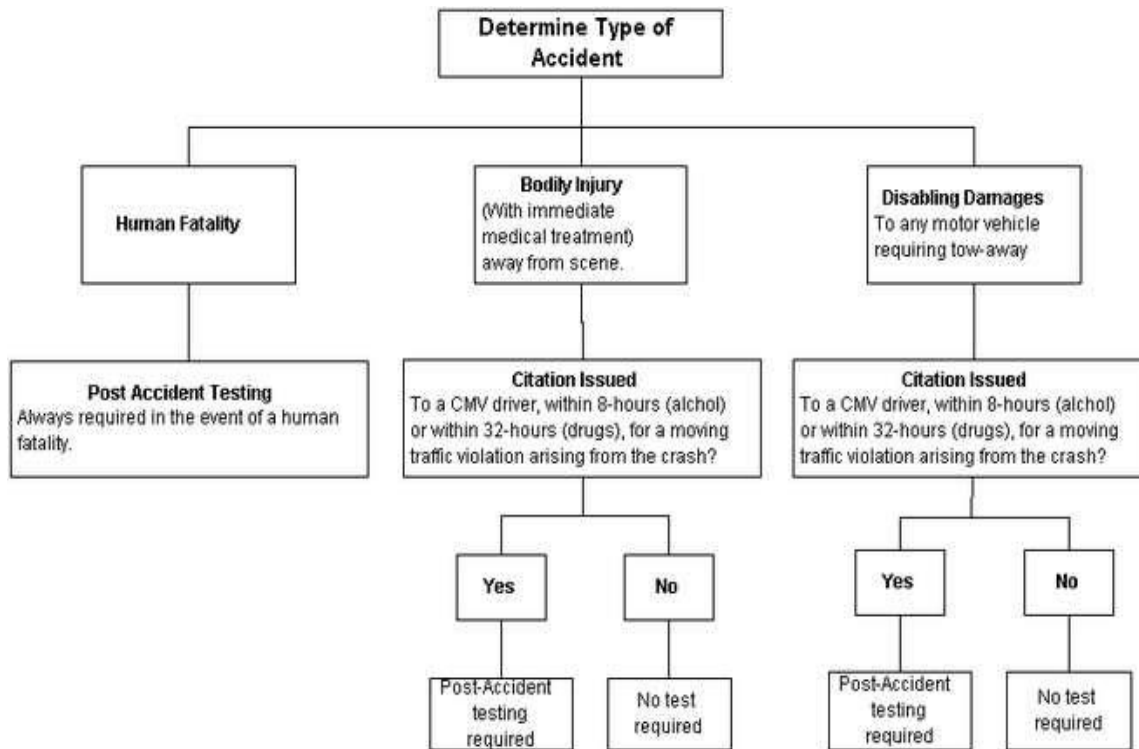 Determine Type of
Accident
Human Fatality
Bodily Injury
(With immediate
medical treatment)
away from scene.
Disabling Damages
To any motor vehicle
requiring tow-away
Post Accident Testing
Always required in the event of a human
fatality.
Citation Issued
To a CMV driver, within 8-hours (alchol)
or within 32-hours (drugs), for a moving
traffic violation arising from the crash?
Citation Issued
To a CMV driver, within 8-hours (alchol)
or within 32-hours (drugs), for a moving
traffic violation arising from the crash?
Yes
No
Yes
No
Post-Accident
testing
required
No test
required
Post-Accident
testing
required
No test
required